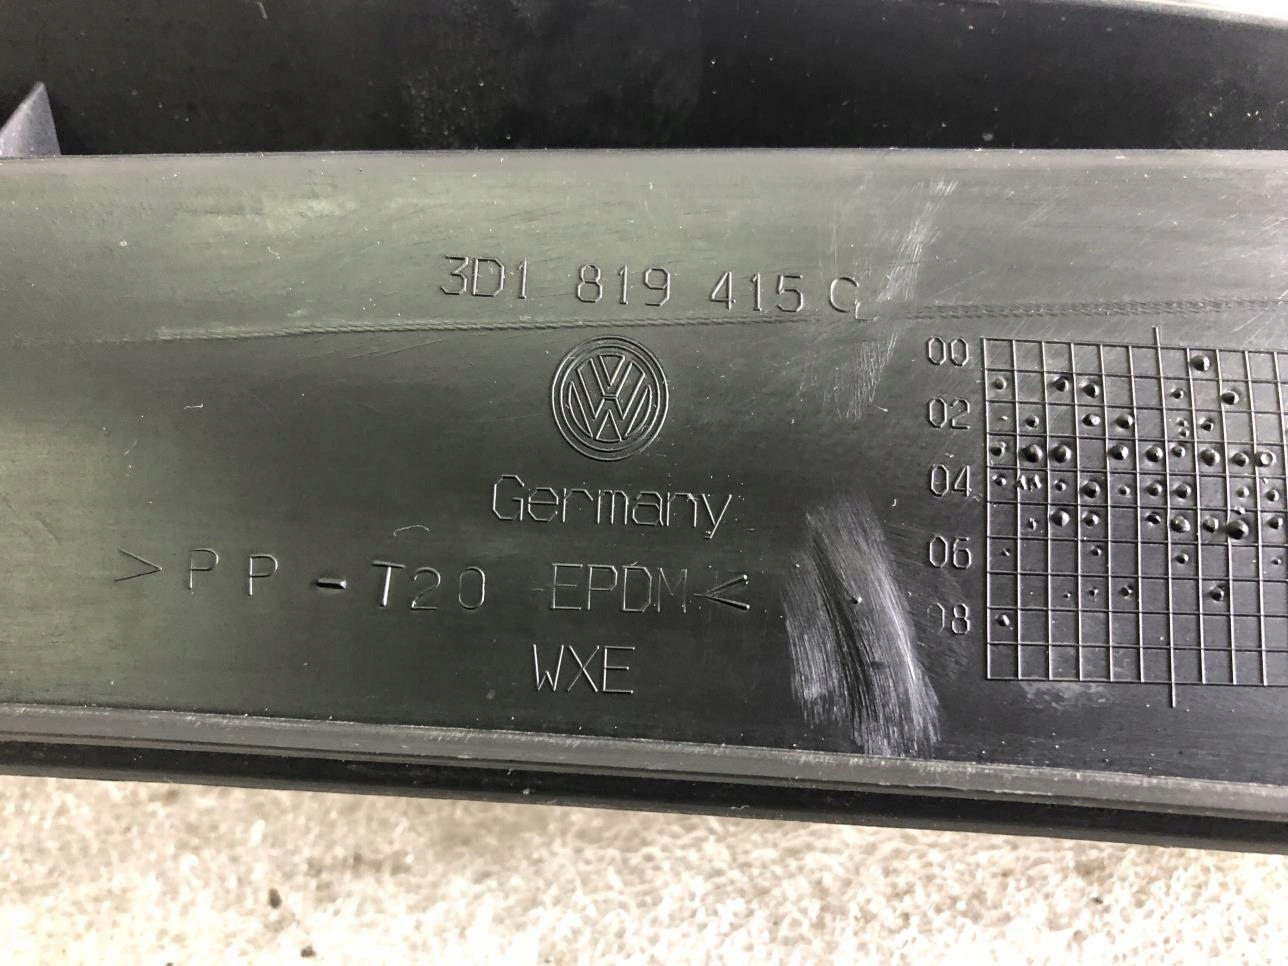 3D1 819 415 C
Germany
>PP-T20 EPDM<
WXE
00
02
04
06
08